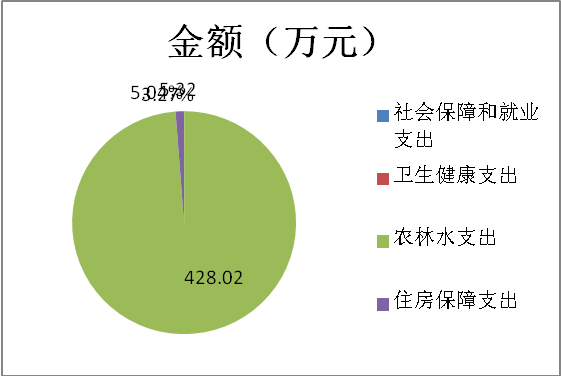 金额（万元）
428.02
社会保障和就业
支出
卫生健康支出
农林水支出
住房保障支出